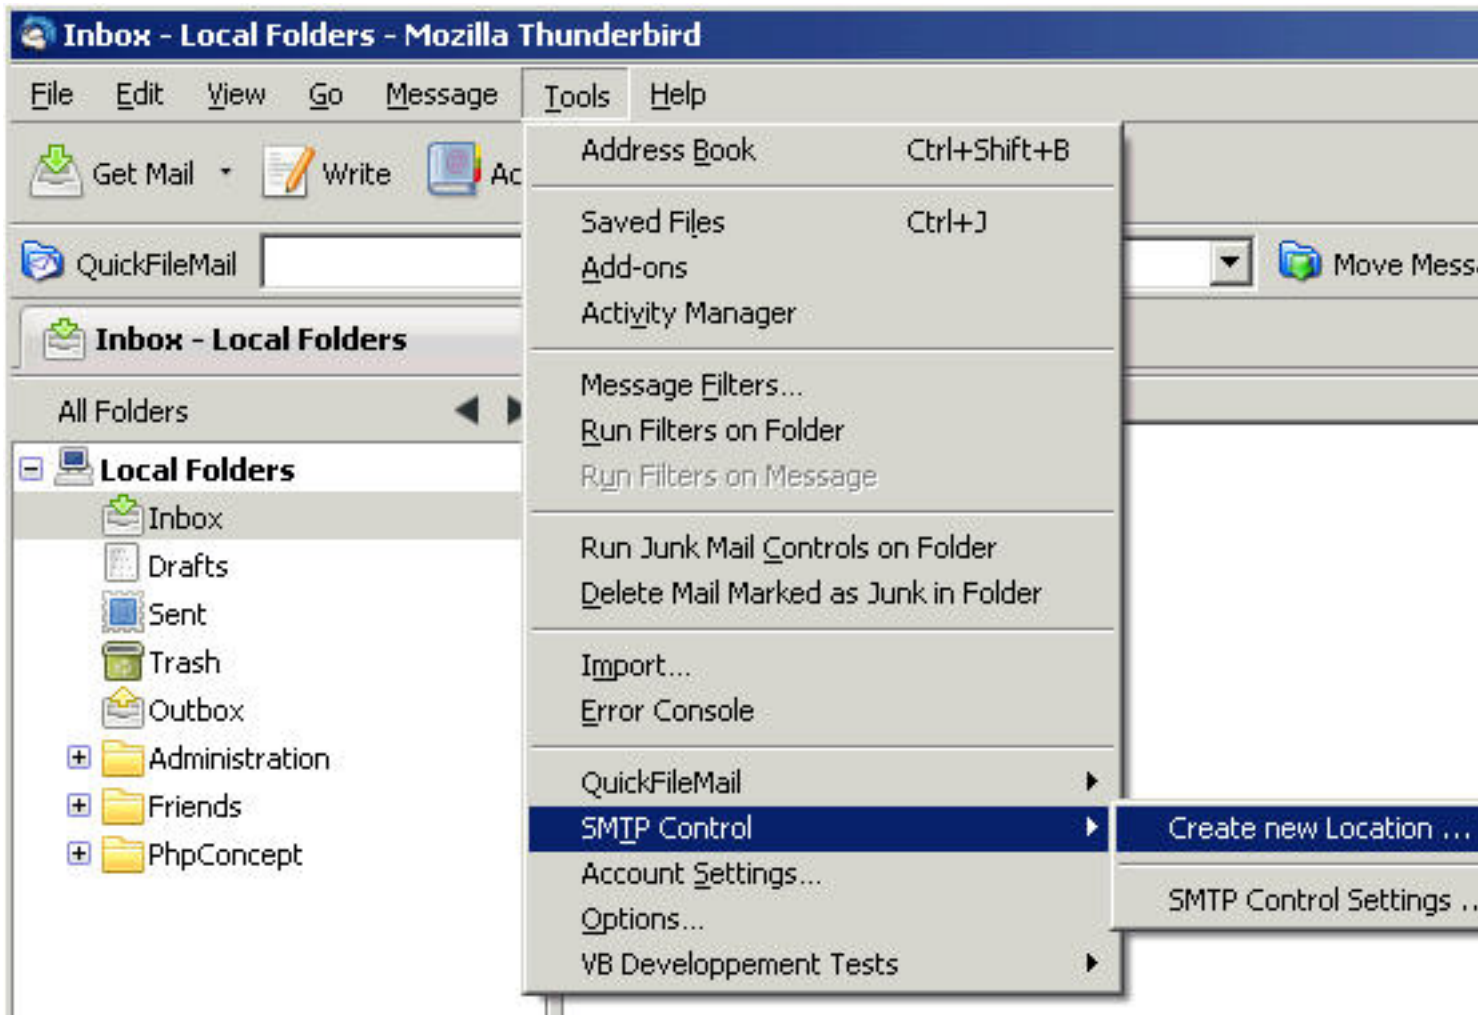 Inbox - Local Folders - Mozilla Thunderbird
File Edit View Go Message Tools Help
Get Mail Write
Address Book Ctrl+Shift+B
Saved Files Ctrl+J
Add-ons
Activity Manager
Message Filters...
Run Filters on Folder
Run Filters on Message
Run Junk Mail Controls on Folder
Delete Mail Marked as Junk in Folder
Import...
Error Console
QuickFileMail
SMTP Control
Account Settings...
Options...
VB Developpement Tests
Create new Location ...
SMTP Control Settings ..
QuickFileMail
Move
Inbox - Local Folders
All Folders
Local Folders
Inbox
Drafts
Sent
Trash
Outbox
Administration
Friends
PhpConcept